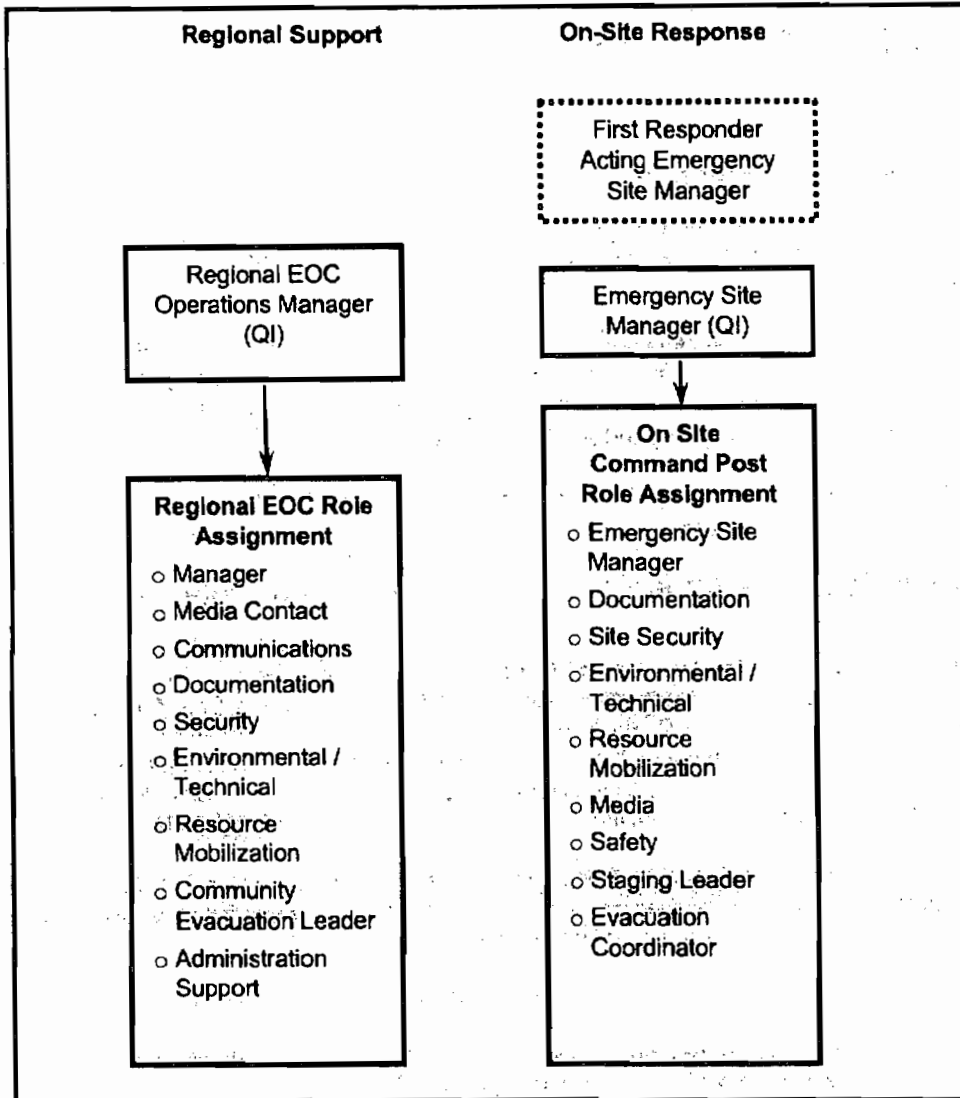 Regional Support
On-Site Response
First Responder
Acting Emergency
Site Manager
Regional EOC
Operations Manager
(QI)
Emergency Site
Manager (QI)
Regional EOC Role
Assignment
o Manager
o Media Contact
o Communications
o Documentation
o Security
o Environmental /
Technical
o Resource
Mobilization
o Community
Evacuation Leader
o Administration
Support
On Site
Command Post
Role Assignment
o Emergency Site
Manager
o Documentation
o Site Security
o Environmental /
Technical
o Resource
Mobilization
o Media
o Safety
o Staging Leader
o Evacuation
Coordinator